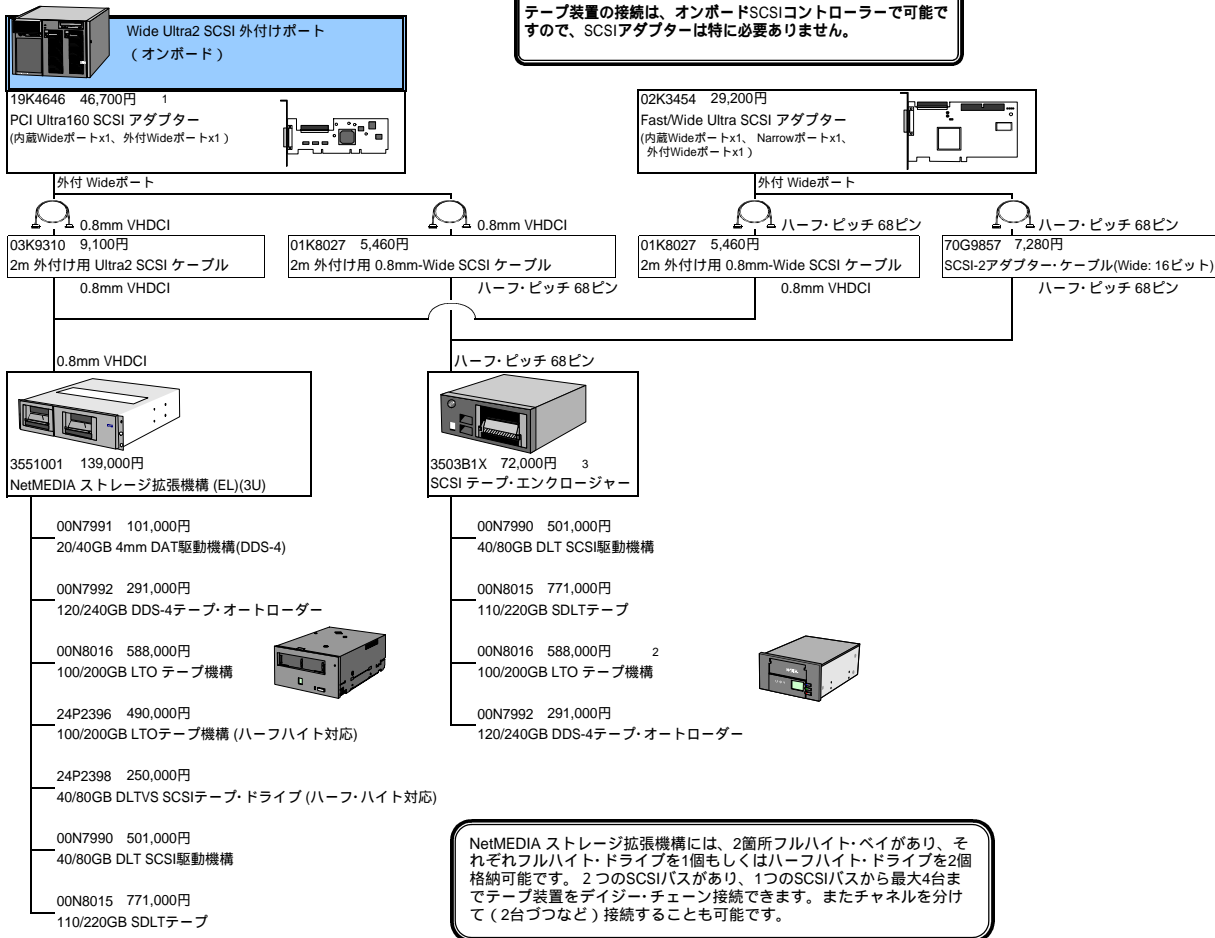 テープ装置の接続は、オンボードSCSIコントローラーで可能で
すので、SCSIアダプターは特に必要ありません。
Wide Ultra2 SCSI 外付けポート
(オンボード)
19K4646 46,700円 1
PCI Ultra160 SCSI アダプター
(内蔵Wideポートx1、外付Wideポートx1 )
02K3454 29,200円
Fast/Wide Ultra SCSI アダプター
(内蔵Wideポートx1、 Narrowポートx1、
外付Wideポートx1 )
外付 Wideポート
外付 Wideポート
0.8mm VHDCI
0.8mm VHDCI
ハーフ・ピッチ 68ピン
ハーフ・ピッチ 68ピン
03K9310 9,100円
2m 外付け用 Ultra2 SCSI ケーブル
01K8027 5,460円
2m 外付け用 0.8mm-Wide SCSI ケーブル
01K8027 5,460円
2m 外付け用 0.8mm-Wide SCSI ケーブル
70G9857 7,280円
SCSI-2アダプター・ケーブル(Wide: 16ビット)
0.8mm VHDCI
ハーフ・ピッチ 68ピン
0.8mm VHDCI
ハーフ・ピッチ 68ピン
0.8mm VHDCI
ハーフ・ピッチ 68ピン
3551001 139,000円
NetMEDIA ストレージ拡張機構 (EL)(3U)
3503B1X 72,000円 3
SCSI テープ・エンクロージャー
00N7991 101,000円
20/40GB 4mm DAT駆動機構(DDS-4)
00N7992 291,000円
120/240GB DDS-4テープ・オートローダー
00N8016 588,000円
100/200GB LTO テープ機構
24P2396 490,000円
100/200GB LTOテープ機構 (ハーフハイト対応)
24P2398 250,000円
40/80GB DLTVS SCSIテープ・ドライブ (ハーフ・ハイト対応)
00N7990 501,000円
40/80GB DLT SCSI駆動機構
00N8015 771,000円
110/220GB SDLTテープ
00N7990 501,000円
40/80GB DLT SCSI駆動機構
00N8015 771,000円
110/220GB SDLTテープ
00N8016 588,000円 2
100/200GB LTO テープ機構
00N7992 291,000円
120/240GB DDS-4テープ・オートローダー
NetMEDIA ストレージ拡張機構には、2箇所フルハイト・ベイがあり、そ
れぞれフルハイト・ドライブを1個もしくはハーフハイト・ドライブを2個
格納可能です。 2つのSCSIバスがあり、1つのSCSIバスから最大4台ま
でテープ装置をデイジー・チェーン接続できます。またチャネルを分け
て(2台づつなど)接続することも可能です。